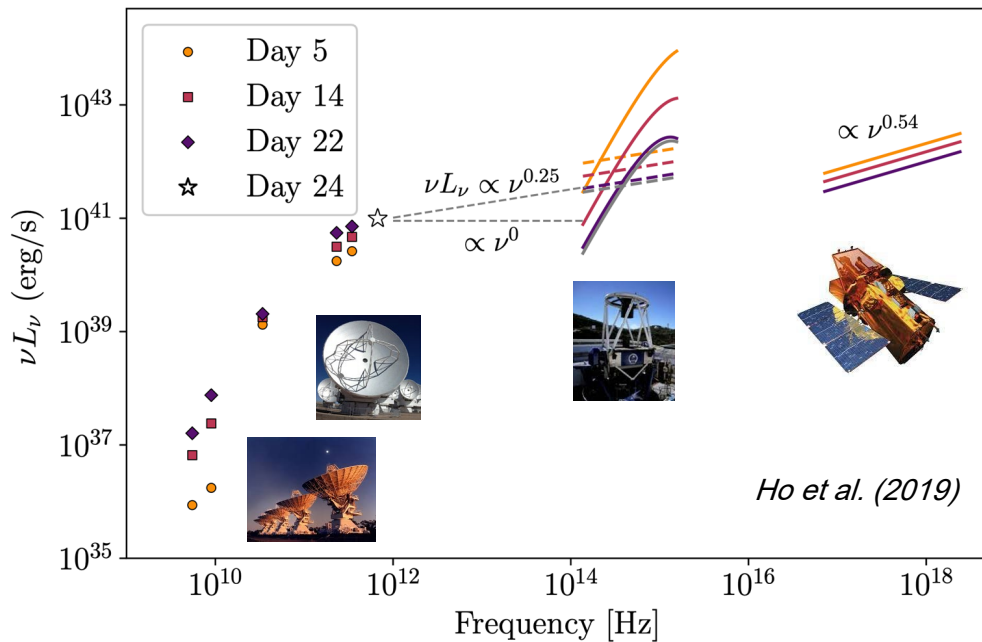 Day 5
Day 14
Day 22
Day 24
10^43
10^41
10^39
10^37
10^35
νL_ν (erg/s)
νL_ν ∝ ν^0.25
∝ ν^0
∝ ν^0.54
Ho et al. (2019)
10^10
10^12
10^14
10^16
10^18
Frequency [Hz]